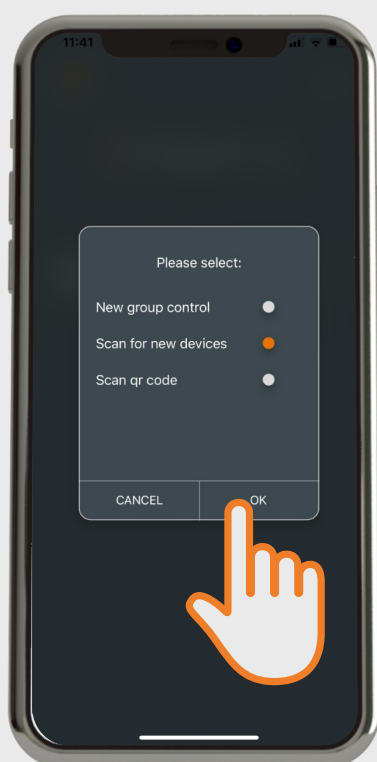 11:41
Please select:
New group control
Scan for new devices
Scan qr code
CANCEL OK